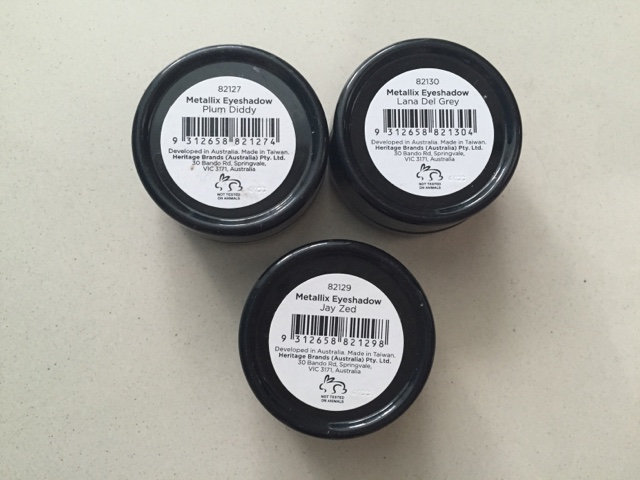 82127
Metallix Eyeshadow
Plum Diddy
9 312658 821274
Developed in Australia. Made in Taiwan.
Heritage Brands (Australia) Pty. Ltd.
30 Bando Rd, Springvale,
VIC 3171, Australia
NOT TESTED
ON ANIMALS
82130
Metallix Eyeshadow
Lana Del Grey
9 312658 821304
Developed in Australia. Made in Taiwan.
Heritage Brands (Australia) Pty. Ltd.
30 Bando Rd, Springvale,
VIC 3171, Australia
NOT TESTED
ON ANIMALS
82129
Metallix Eyeshadow
Jay Zed
9 312658 821298
Developed in Australia. Made in Taiwan.
Heritage Brands (Australia) Pty. Ltd.
30 Bando Rd, Springvale,
VIC 3171, Australia
NOT TESTED
ON ANIMALS